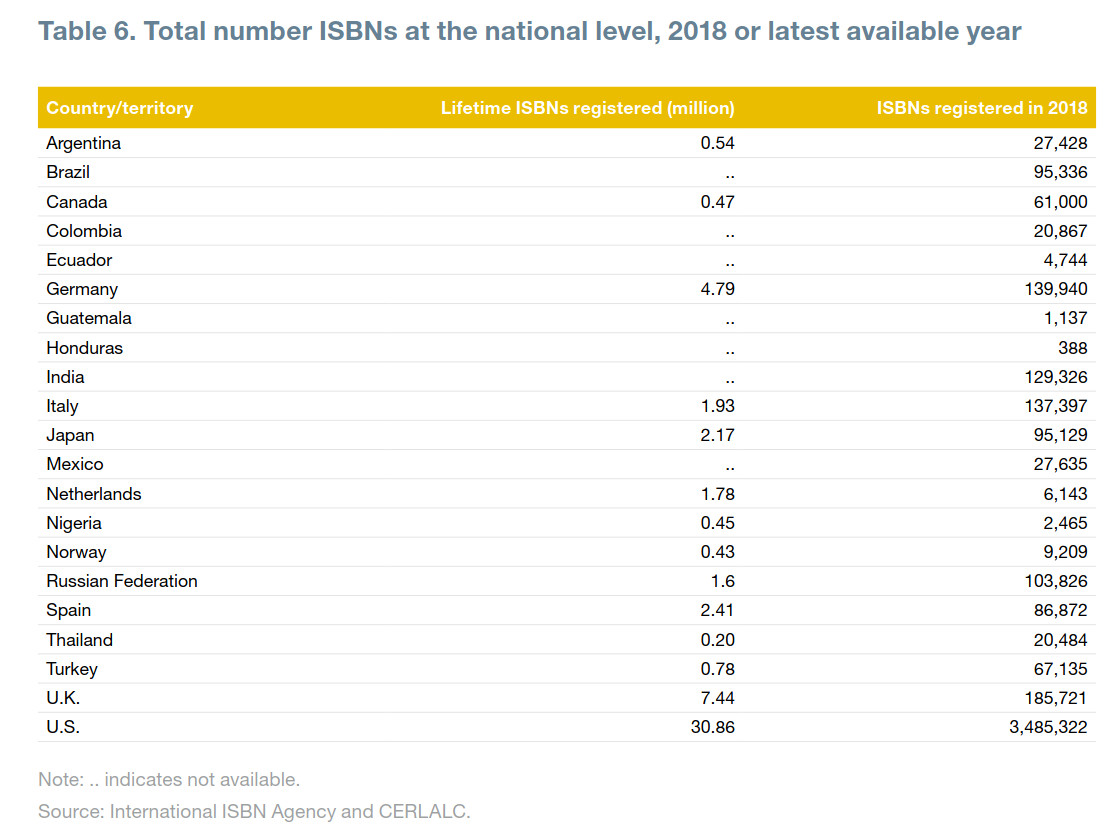 Table 6. Total number ISBNs at the national level, 2018 or latest available year
Country/territory Lifetime ISBNs registered (million) ISBNs registered in 2018
Argentina 0.54 27,428
Brazil .. 95,336
Canada 0.47 61,000
Colombia .. 20,867
Ecuador .. 4,744
Germany 4.79 139,940
Guatemala .. 1,137
Honduras .. 388
India .. 129,326
Italy 1.93 137,397
Japan 2.17 95,129
Mexico .. 27,635
Netherlands 1.78 6,143
Nigeria 0.45 2,465
Norway 0.43 9,209
Russian Federation 1.6 103,826
Spain 2.41 86,872
Thailand 0.20 20,484
Turkey 0.78 67,135
U.K. 7.44 185,721
U.S. 30.86 3,485,322
Note: .. indicates not available.
Source: International ISBN Agency and CERLALC.